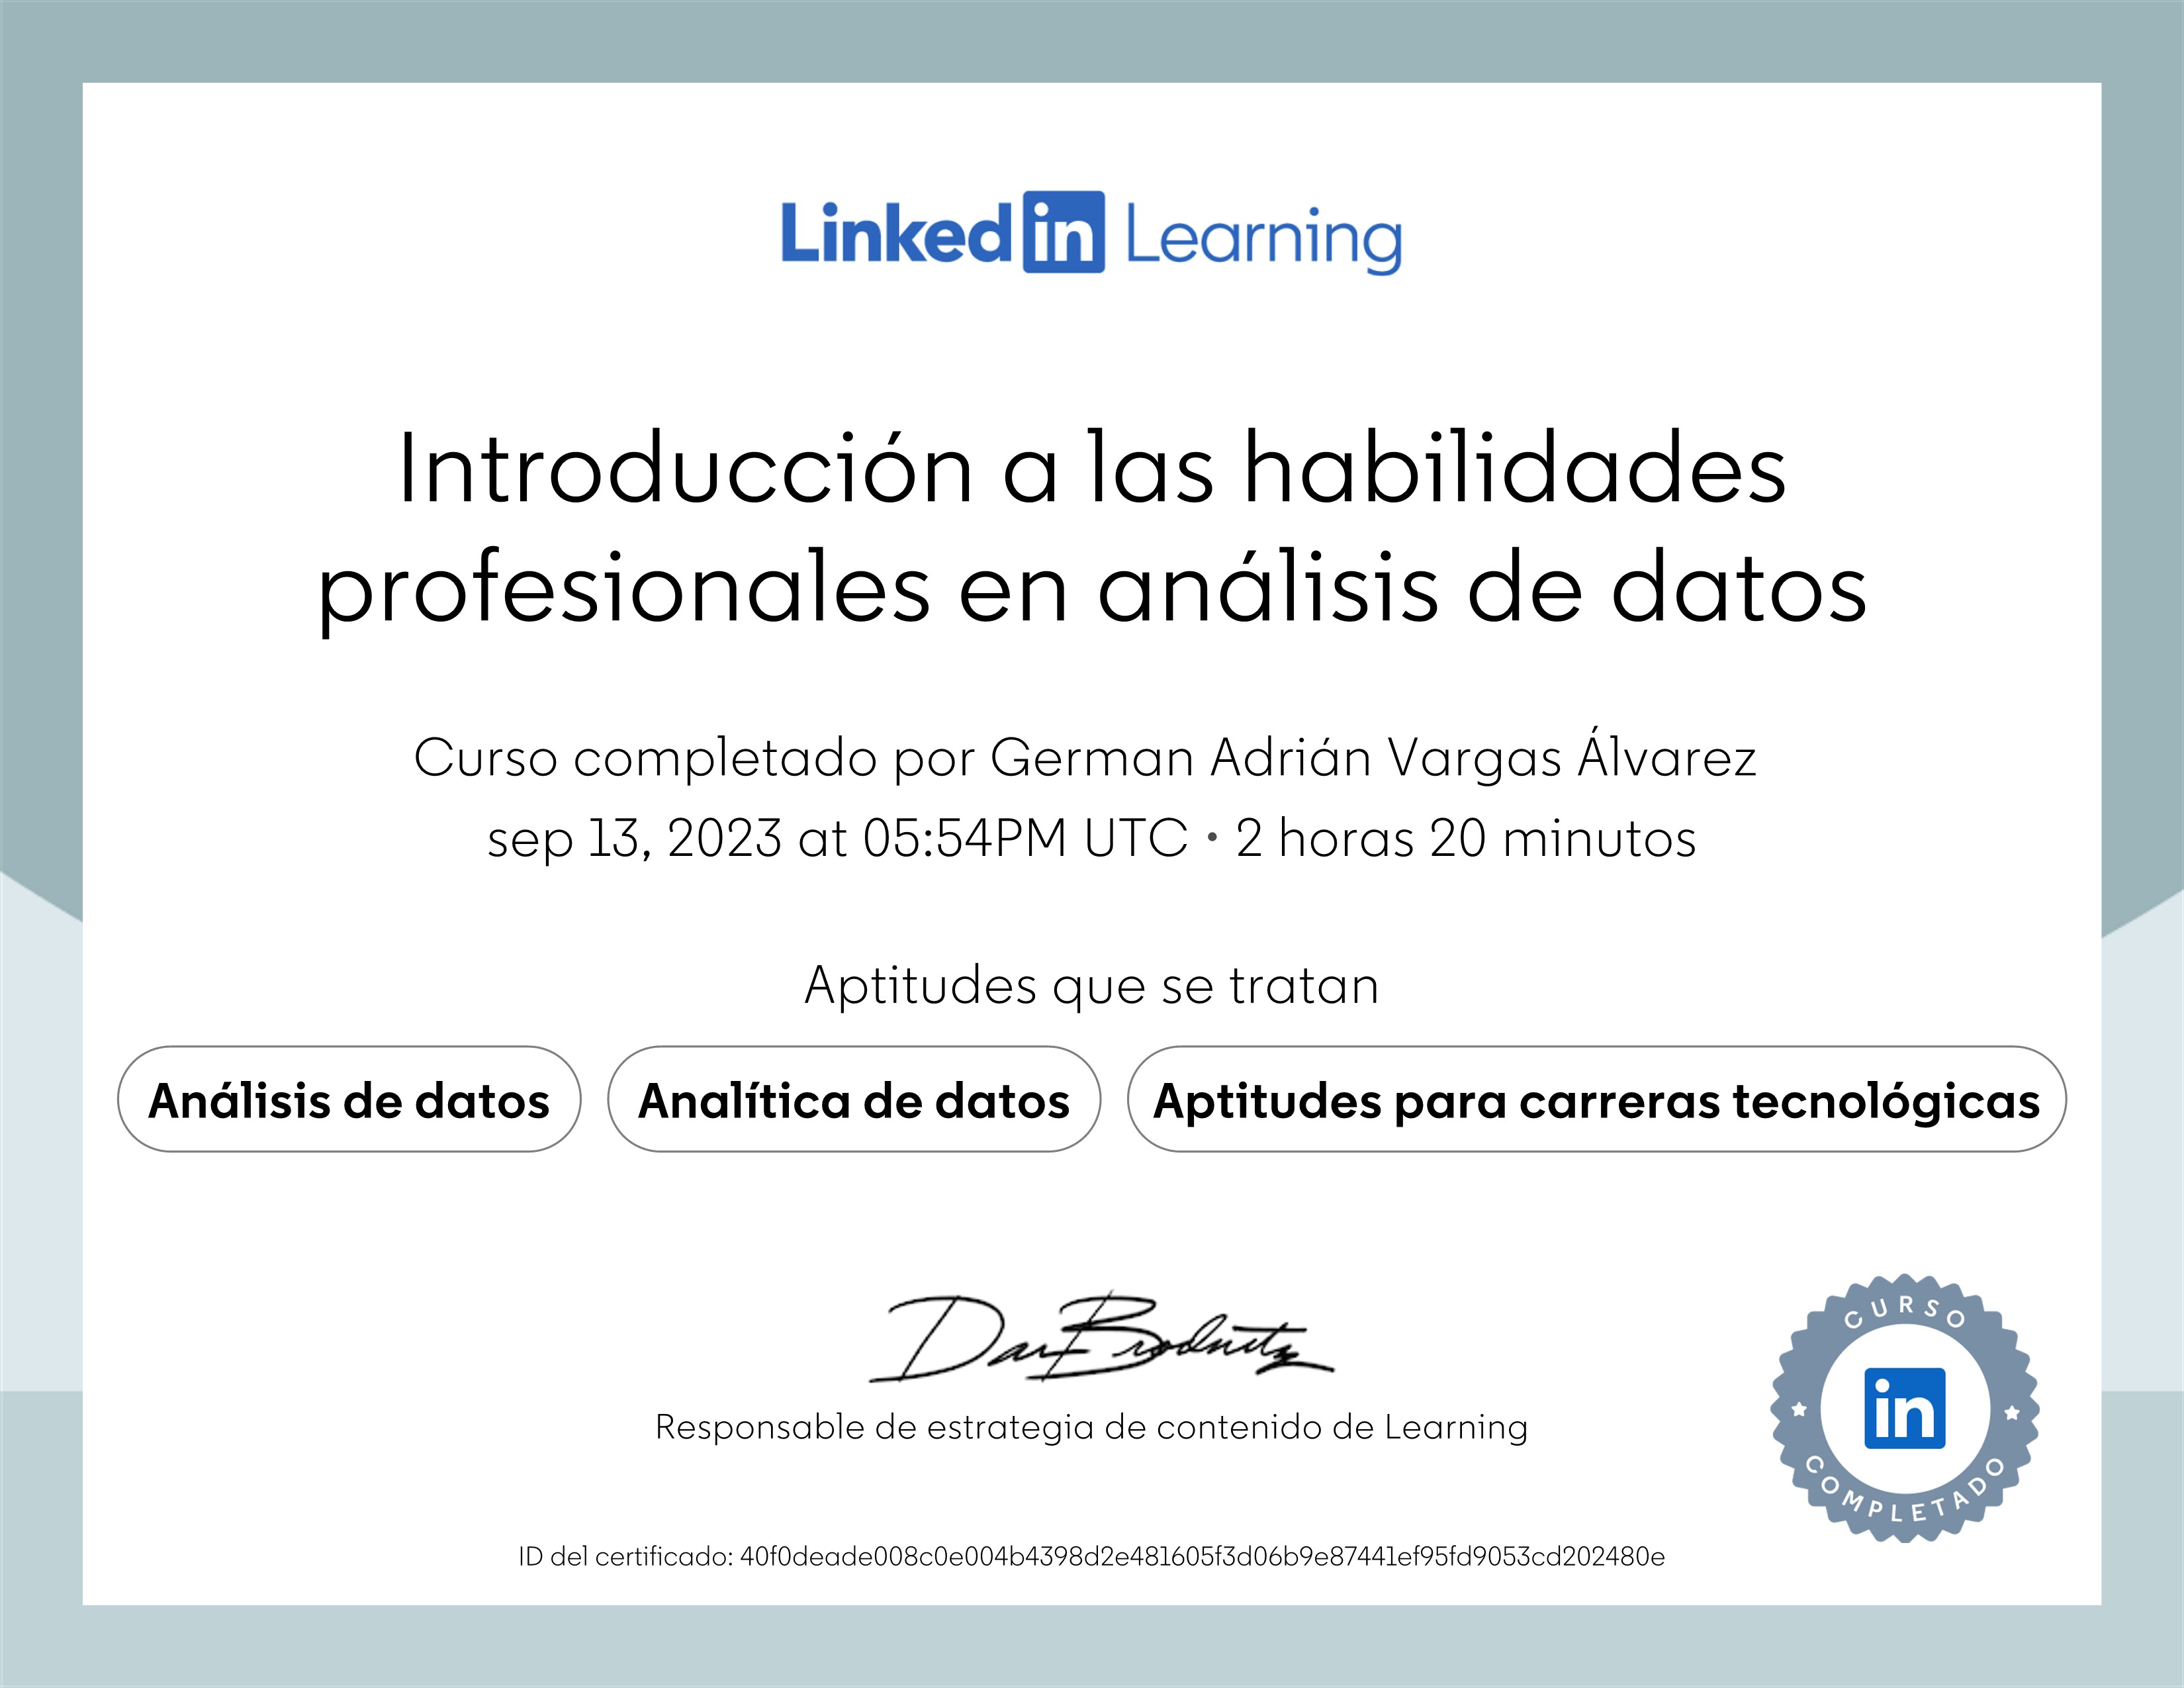 LinkedIn Learning
Introducción a las habilidades
profesionales en análisis de datos
Curso completado por German Adrián Vargas Álvarez
sep 13, 2023 at 05:54PM UTC • 2 horas 20 minutos
Aptitudes que se tratan
Análisis de datos
Analítica de datos
Aptitudes para carreras tecnológicas
Dan Brodnitz
Responsable de estrategia de contenido de Learning
CURSO
in
COMPLETADO
ID del certificado: 40f0deade008c0e004b4398d2e481605f3d06b9e87441ef95fd9053cd202480e